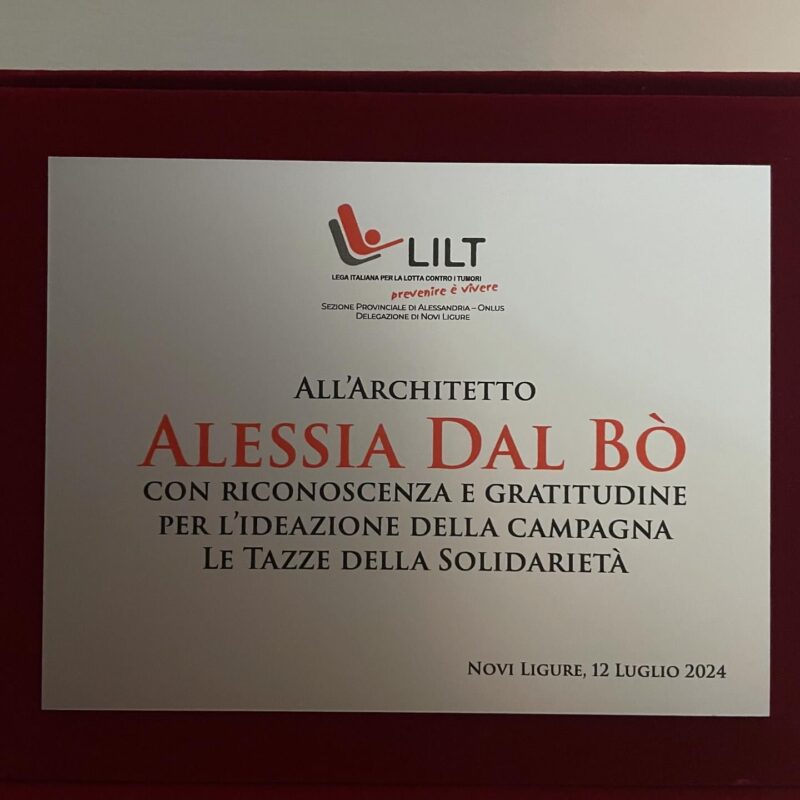 LILT
LEGA ITALIANA PER LA LOTTA CONTRO I TUMORI
prevenire è vivere
SEZIONE PROVINCIALE DI ALESSANDRIA – ONLUS
DELEGAZIONE DI NOVI LIGURE
ALL'ARCHITETTO
ALESSIA DAL BÒ
CON RICONOSCENZA E GRATITUDINE
PER L'IDEAZIONE DELLA CAMPAGNA
LE TAZZE DELLA SOLIDARIETÀ
NOVI LIGURE, 12 LUGLIO 2024